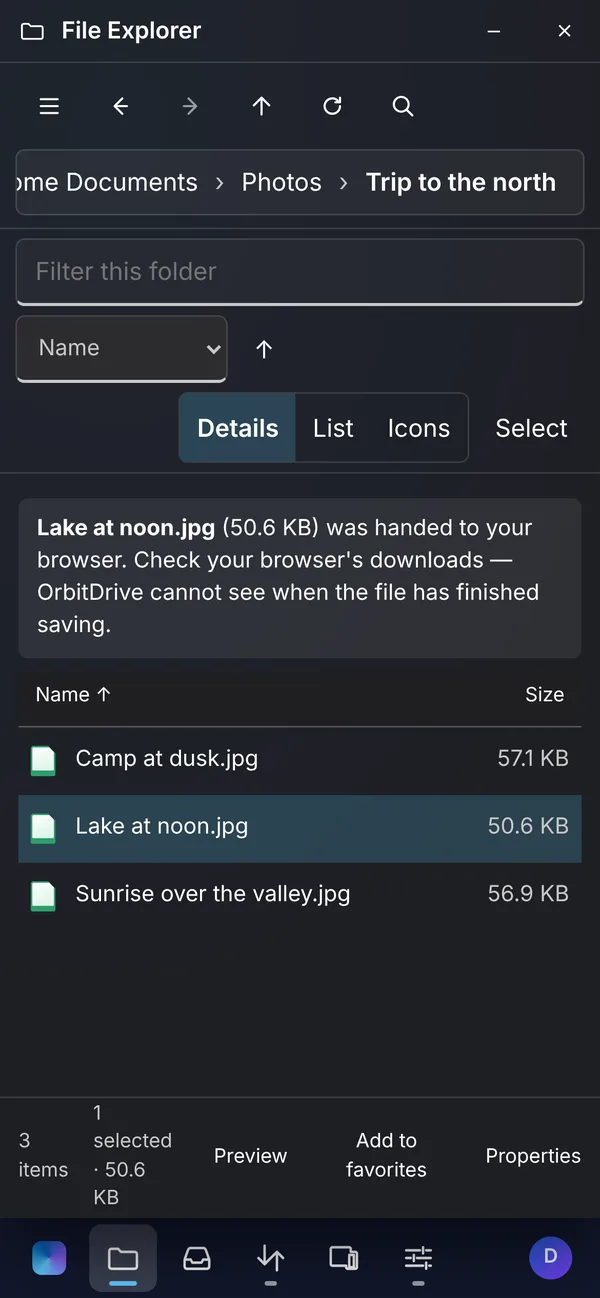 File Explorer
ome Documents › Photos › Trip to the north
Filter this folder
Name
Details List Icons Select
Lake at noon.jpg (50.6 KB) was handed to your
browser. Check your browser's downloads —
OrbitDrive cannot see when the file has finished
saving.
Name ↑ Size
Camp at dusk.jpg 57.1 KB
Lake at noon.jpg 50.6 KB
Sunrise over the valley.jpg 56.9 KB
3
items
1
selected
· 50.6
KB
Preview
Add to
favorites
Properties
D